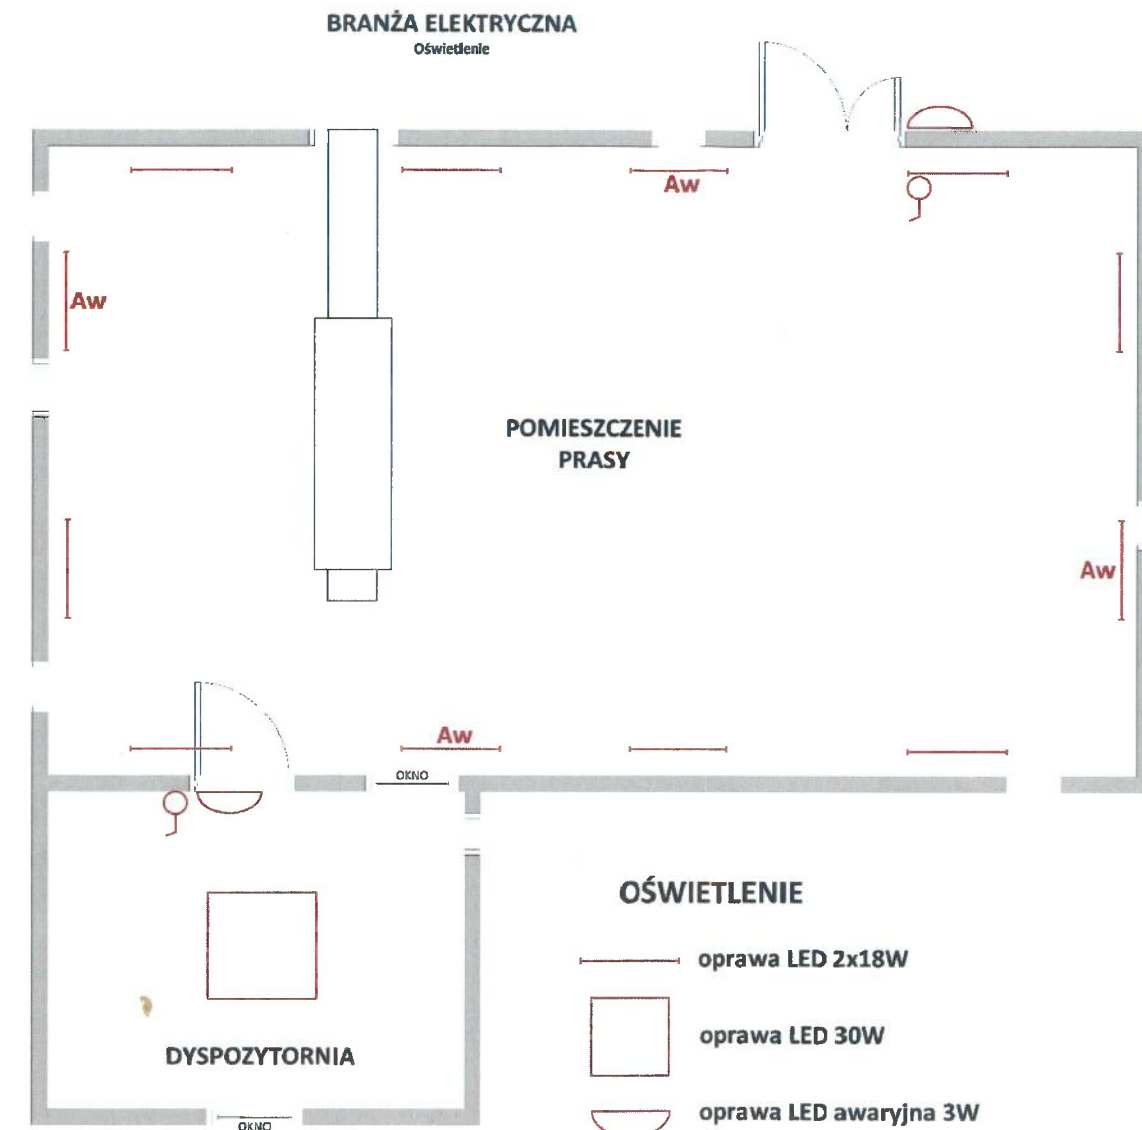 BRANŻA ELEKTRYCZNA
Oświetlenie
Aw
Aw
POMIESZCZENIE
PRASY
Aw
Aw
OKNO
OŚWIETLENIE
oprawa LED 2x18W
oprawa LED 30W
DYSPOZYTORNIA
oprawa LED awaryjna 3W
OKNO